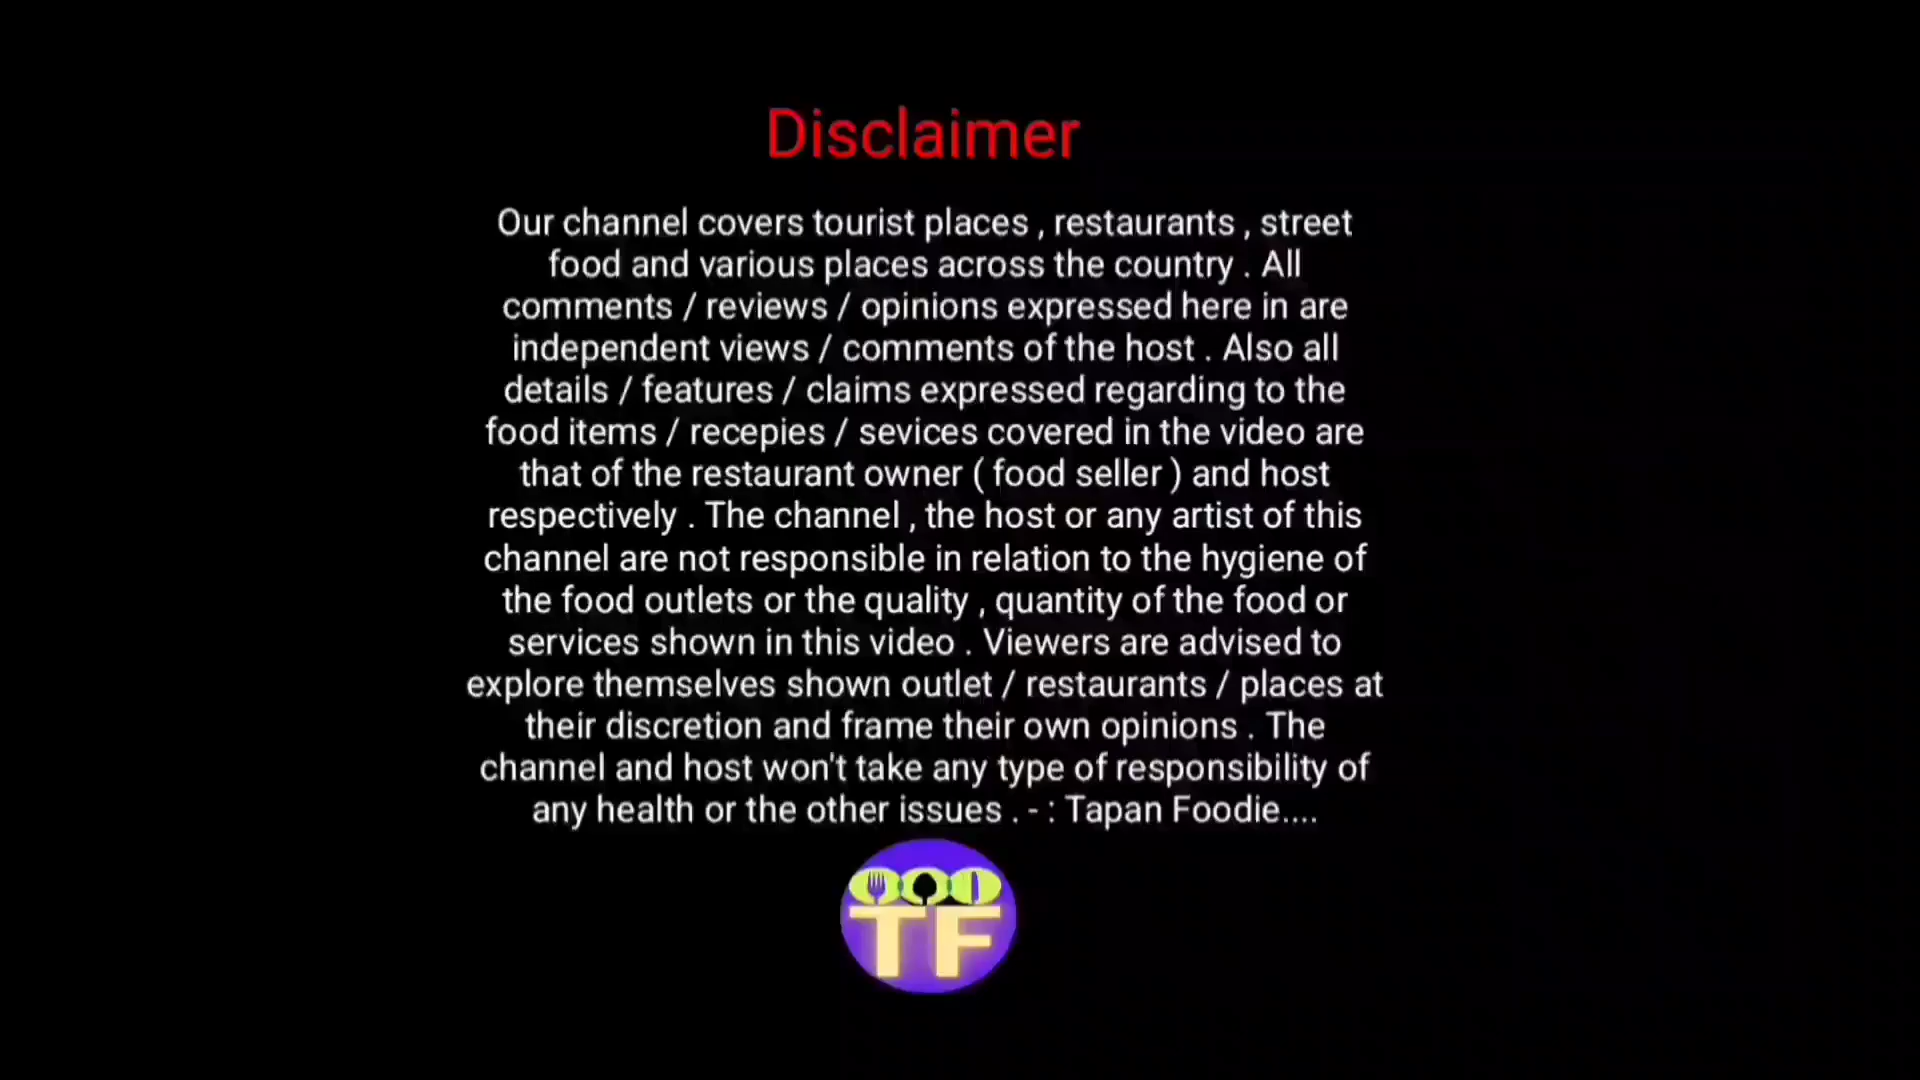 Disclaimer
Our channel covers tourist places , restaurants , street
food and various places across the country . All
comments / reviews / opinions expressed here in are
independent views / comments of the host . Also all
details / features / claims expressed regarding to the
food items / recepies / sevices covered in the video are
that of the restaurant owner ( food seller ) and host
respectively . The channel , the host or any artist of this
channel are not responsible in relation to the hygiene of
the food outlets or the quality , quantity of the food or
services shown in this video . Viewers are advised to
explore themselves shown outlet / restaurants / places at
their discretion and frame their own opinions . The
channel and host won't take any type of responsibility of
any health or the other issues . - : Tapan Foodie....
TF